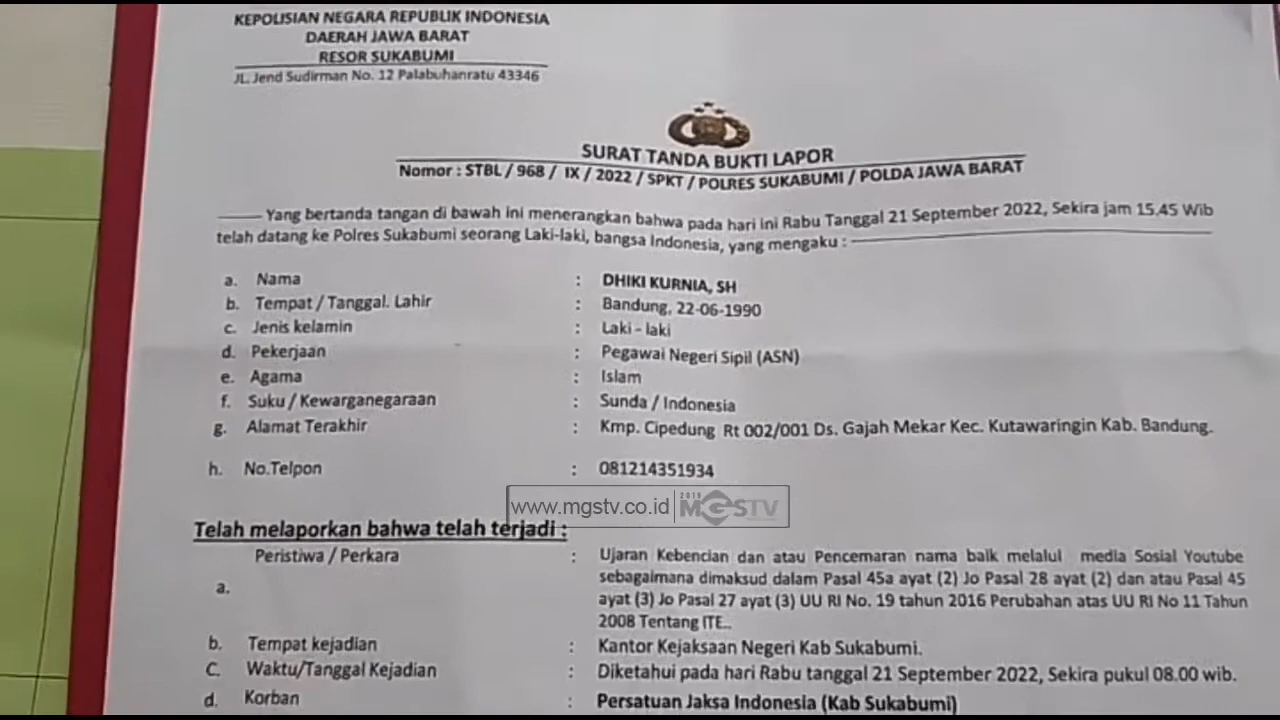 KEPOLISIAN NEGARA REPUBLIK INDONESIA
DAERAH JAWA BARAT
RESOR SUKABUMI
JL. Jend Sudirman No. 12 Palabuhanratu 43346
SURAT TANDA BUKTI LAPOR
Nomor : STBL / 968 / IX / 2022 / SPKT / POLRES SUKABUMI / POLDA JAWA BARAT
Yang bertanda tangan di bawah ini menerangkan bahwa pada hari ini Rabu Tanggal 21 September 2022, Sekira jam 15.45 Wib
telah datang ke Polres Sukabumi seorang Laki-laki, bangsa Indonesia, yang mengaku :
a. Nama : DHIKI KURNIA, SH
b. Tempat / Tanggal. Lahir : Bandung, 22-06-1990
c. Jenis kelamin : Laki - laki
d. Pekerjaan : Pegawai Negeri Sipil (ASN)
e. Agama : Islam
f. Suku / Kewarganegaraan : Sunda / Indonesia
g. Alamat Terakhir : Kmp. Cipedung Rt 002/001 Ds. Gajah Mekar Kec. Kutawaringin Kab. Bandung.
h. No.Telpon : 081214351934
www.mgstv.co.id 2019 MGSTV
Telah melaporkan bahwa telah terjadi :
a. Peristiwa / Perkara : Ujaran Kebencian dan atau Pencemaran nama baik melalui media Sosial Youtube
sebagaimana dimaksud dalam Pasal 45a ayat (2) Jo Pasal 28 ayat (2) dan atau Pasal 45
ayat (3) Jo Pasal 27 ayat (3) UU RI No. 19 tahun 2016 Perubahan atas UU RI No 11 Tahun
2008 Tentang ITE..
b. Tempat kejadian : Kantor Kejaksaan Negeri Kab Sukabumi.
C. Waktu/Tanggal Kejadian : Diketahui pada hari Rabu tanggal 21 September 2022, Sekira pukul 08.00 wib.
d. Korban : Persatuan Jaksa Indonesia (Kab Sukabumi)